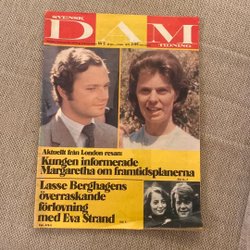 SVENSK
DAM
TIDNING
Aktuellt från London resan:
Kungen informerade
Margaretha om framtidsplanerna
Lasse Berghagens
överraskande
förlovning
med Eva Strand